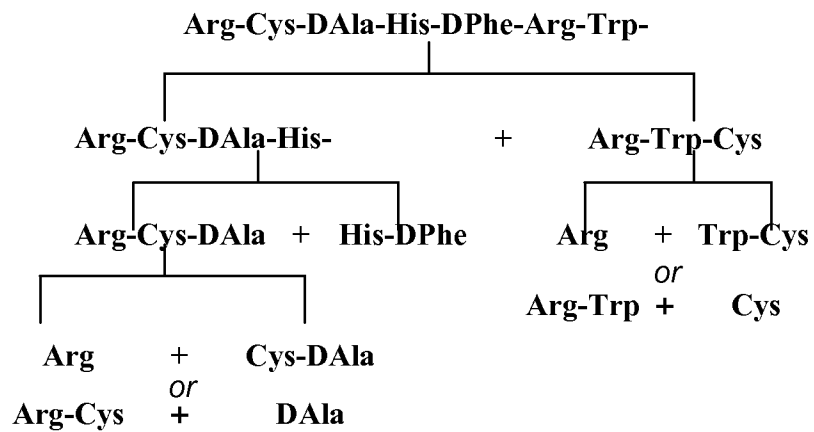 Arg-Cys-DAla-His-DPhe-Arg-Trp-
Arg-Cys-DAla-His- + Arg-Trp-Cys
Arg-Cys-DAla + His-DPhe Arg + Trp-Cys
or
Arg-Trp + Cys
Arg + Cys-DAla
or
Arg-Cys + DAla